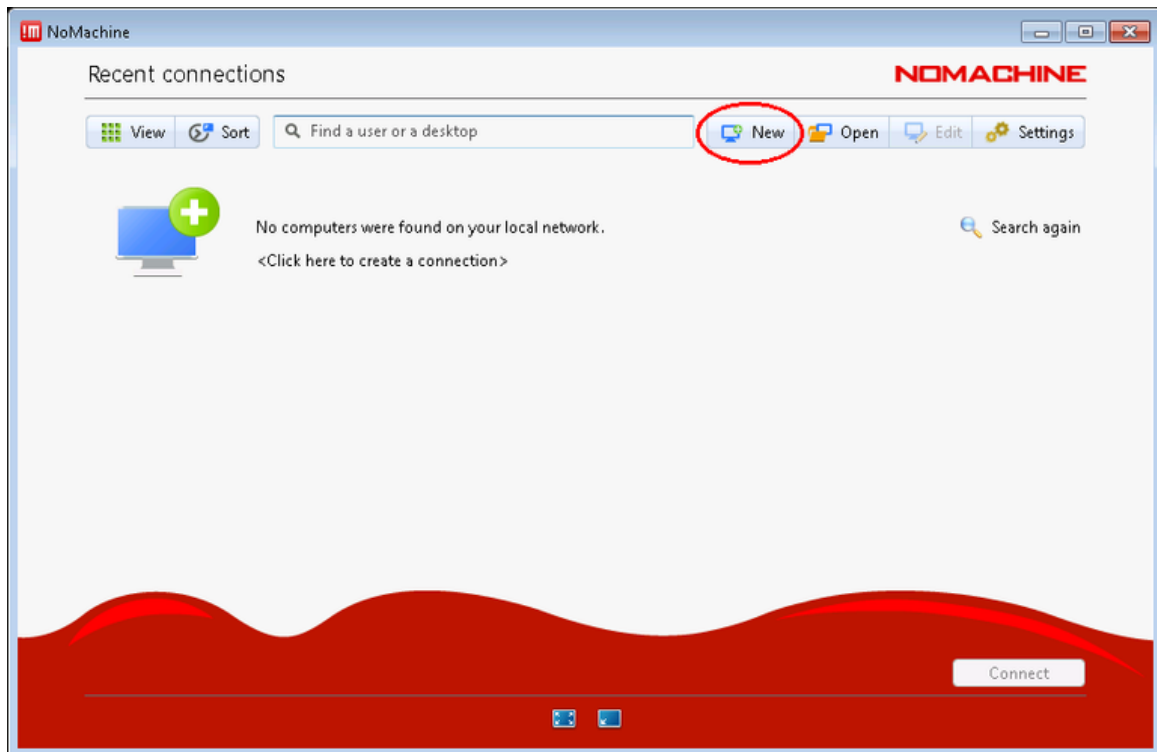 NoMachine
Recent connections
NOMACHINE
View
Sort
Find a user or a desktop
New
Open
Edit
Settings
No computers were found on your local network.
Search again
<Click here to create a connection>
Connect